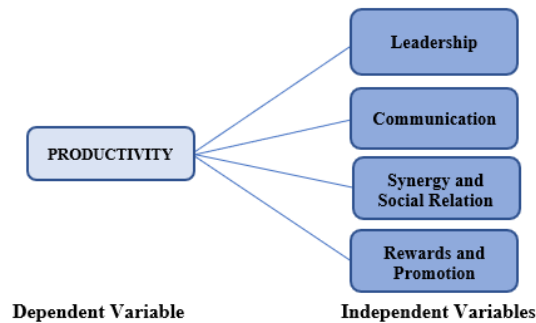 Leadership
Communication
PRODUCTIVITY
Synergy and
Social Relation
Rewards and
Promotion
Dependent Variable
Independent Variables